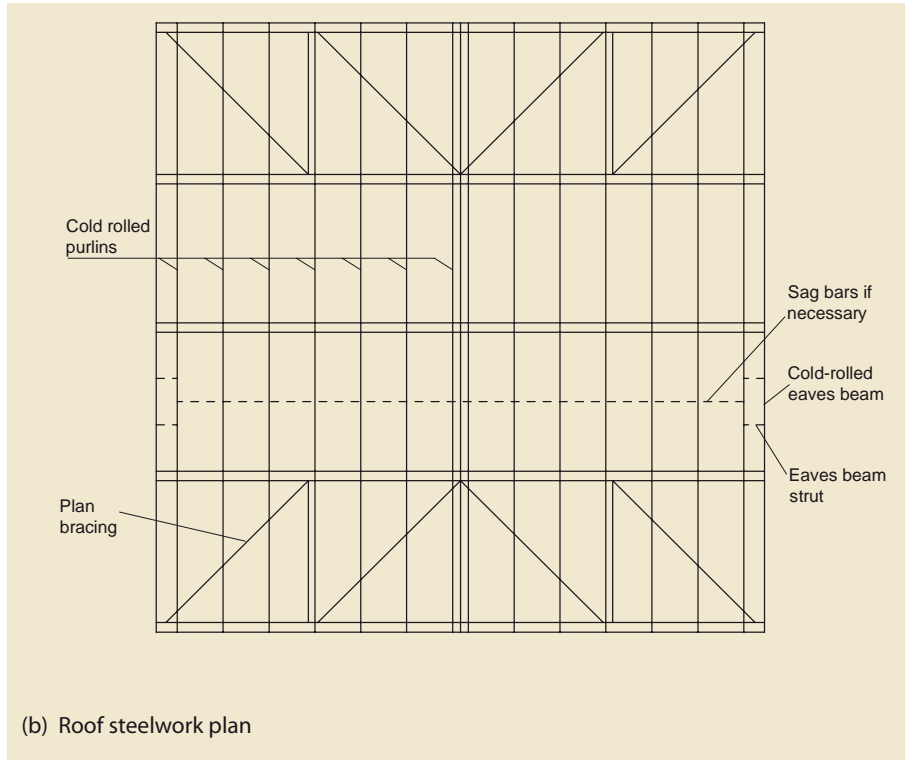 Cold rolled
purlins
Sag bars if
necessary
Cold-rolled
eaves beam
Eaves beam
strut
Plan
bracing
(b) Roof steelwork plan